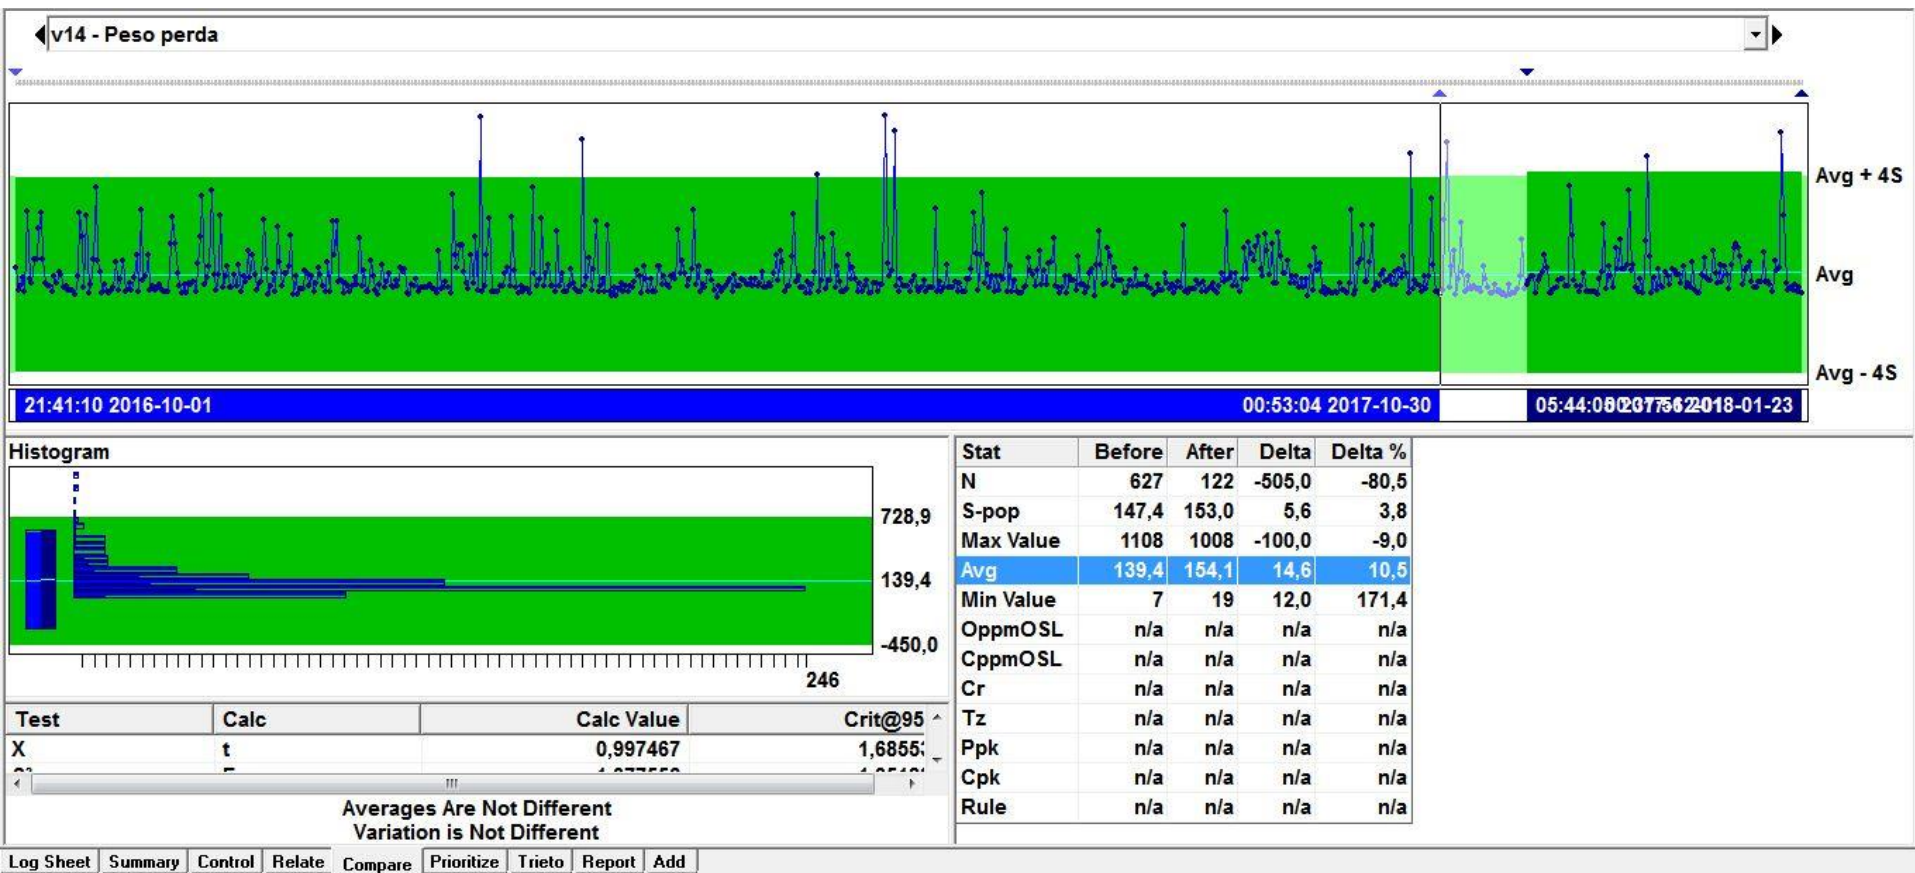 v14 - Peso perda
Avg + 4S
Avg
Avg - 4S
21:41:10 2016-10-01 00:53:04 2017-10-30 2018-01-23
Histogram
728,9
139,4
-450,0
246
Test Calc Calc Value Crit@95
X t 0,997467
Averages Are Not Different
Variation is Not Different
Stat Before After Delta Delta %
N 627 122 -505,0 -80,5
S-pop 147,4 153,0 5,6 3,8
Max Value 1108 1008 -100,0 -9,0
Avg 139,4 154,1 14,6 10,5
Min Value 7 19 12,0 171,4
OppmOSL n/a n/a n/a n/a
CppmOSL n/a n/a n/a n/a
Cr n/a n/a n/a n/a
Tz n/a n/a n/a n/a
Ppk n/a n/a n/a n/a
Cpk n/a n/a n/a n/a
Rule n/a n/a n/a n/a
Log Sheet Summary Control Relate Compare Prioritize Trieto Report Add